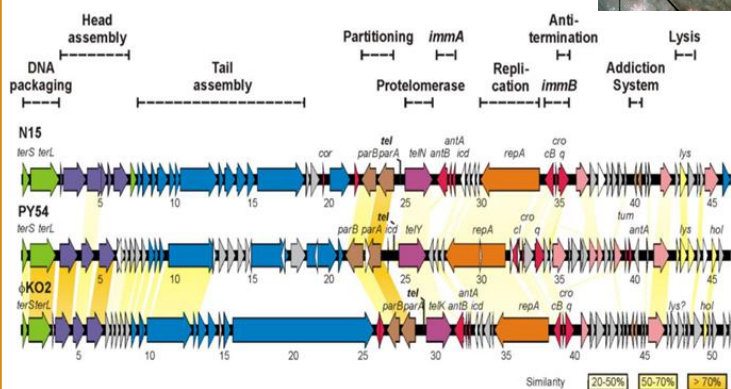 Head assembly
Partitioning
immA
Anti-termination
Lysis
DNA packaging
Tail assembly
Protelomerase
Repli-cation
immB
Addiction System
N15
terS terL
cor
parB parA
tel
telN
antA
antB icd
repA
cro
cB q
lys
5 10 15 20 25 30 35 40 45
PY54
terS terL
parB parA icd
tel
telY
repA
cI
cro
q
tum
antA
lys
hol
5 10 15 20 25 30 35 40 45
ϕKO2
terS terL
parB parA
tel
telK
antA
antB icd
repA
cro
cB q
lys?
hol
5 10 15 20 25 30 35 40 45 50
Similarity 20-50% 50-70% > 70%